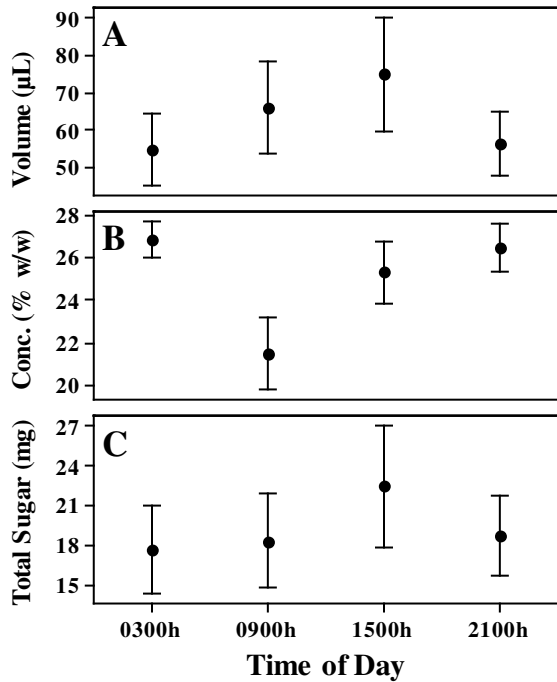 A
Volume (µL)
90
80
70
60
50
B
Conc. (% w/w)
28
26
24
22
20
C
Total Sugar (mg)
27
24
21
18
15
0300h 0900h 1500h 2100h
Time of Day